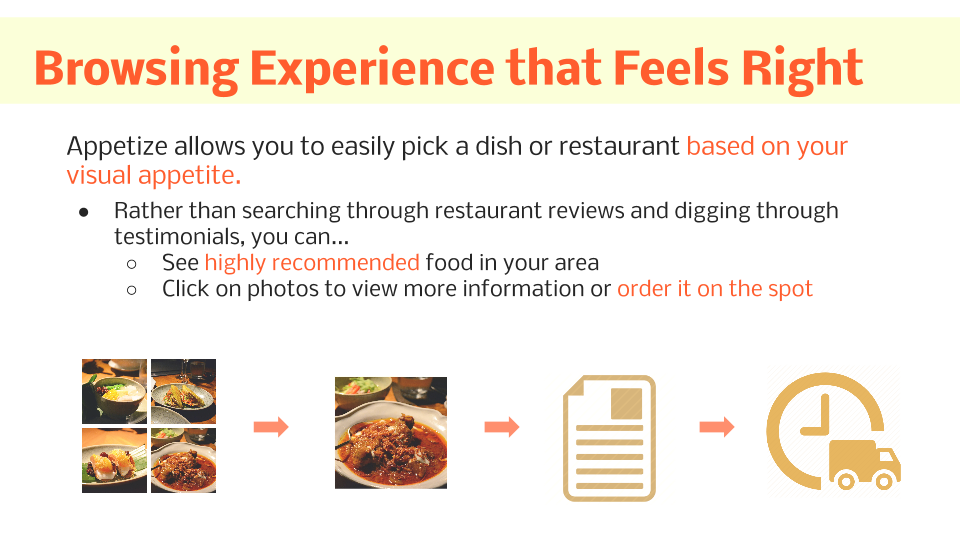 Browsing Experience that Feels Right
Appetize allows you to easily pick a dish or restaurant based on your
visual appetite.
● Rather than searching through restaurant reviews and digging through
testimonials, you can...
○ See highly recommended food in your area
○ Click on photos to view more information or order it on the spot